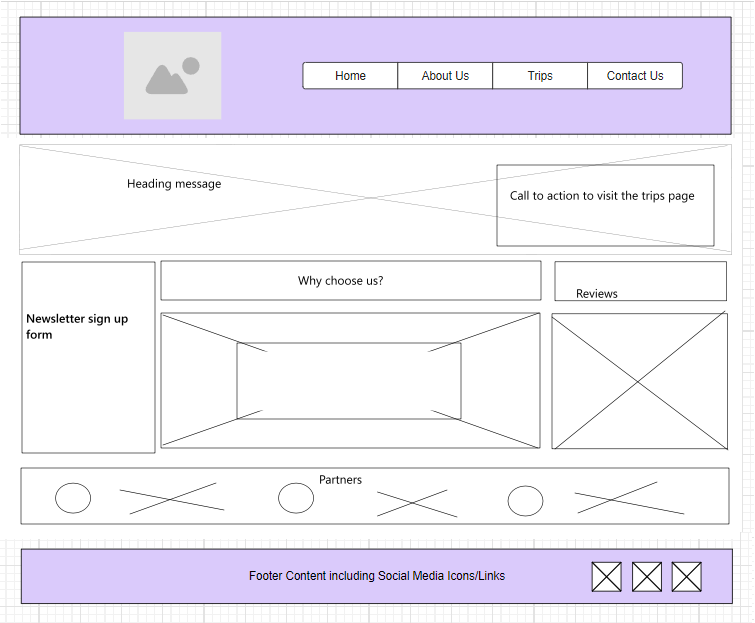 Home
About Us
Trips
Contact Us
Heading message
Call to action to visit the trips page
Newsletter sign up
form
Why choose us?
Reviews
Partners
Footer Content including Social Media Icons/Links